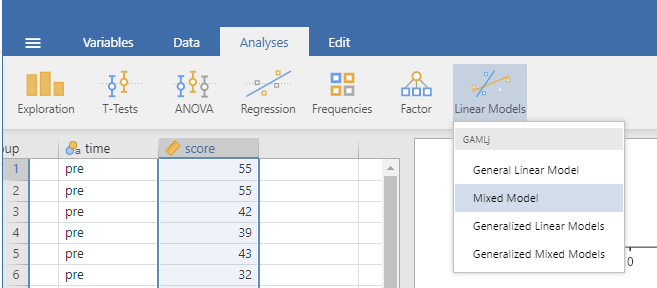 Variables Data Analyses Edit
Exploration T-Tests ANOVA Regression Frequencies Factor Linear Models
GAMLj
General Linear Model
Mixed Model
Generalized Linear Models
Generalized Mixed Models
oup a time score
1 pre 55
2 pre 55
3 pre 42
4 pre 39
5 pre 43
6 pre 32
0